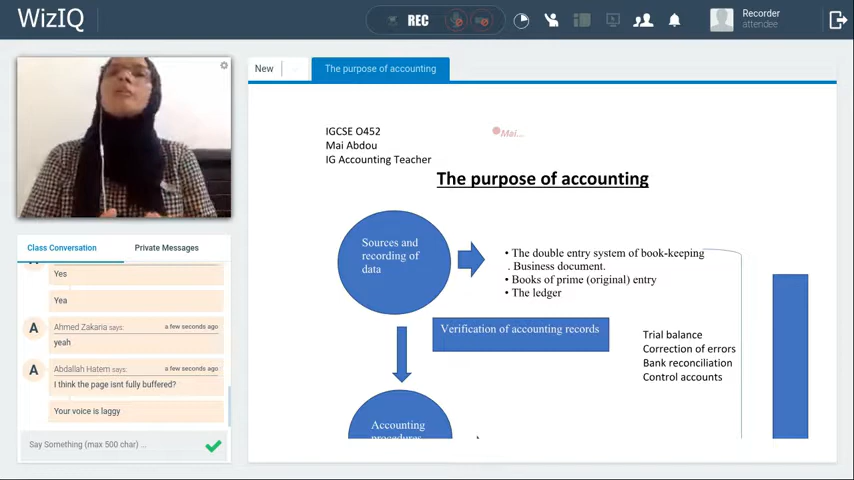 WizIQ
REC
Recorder
attendee
New
The purpose of accounting
IGCSE O452
Mai Abdou
IG Accounting Teacher
Mai...
The purpose of accounting
Sources and
recording of
data
• The double entry system of book-keeping
. Business document.
• Books of prime (original) entry
• The ledger
Verification of accounting records
Trial balance
Correction of errors
Bank reconciliation
Control accounts
Accounting
procedures
Class Conversation
Private Messages
Yes
Yea
A
Ahmed Zakaria says:
a few seconds ago
yeah
A
Abdallah Hatem says:
a few seconds ago
I think the page isnt fully buffered?
Your voice is laggy
Say Something (max 500 char) ...